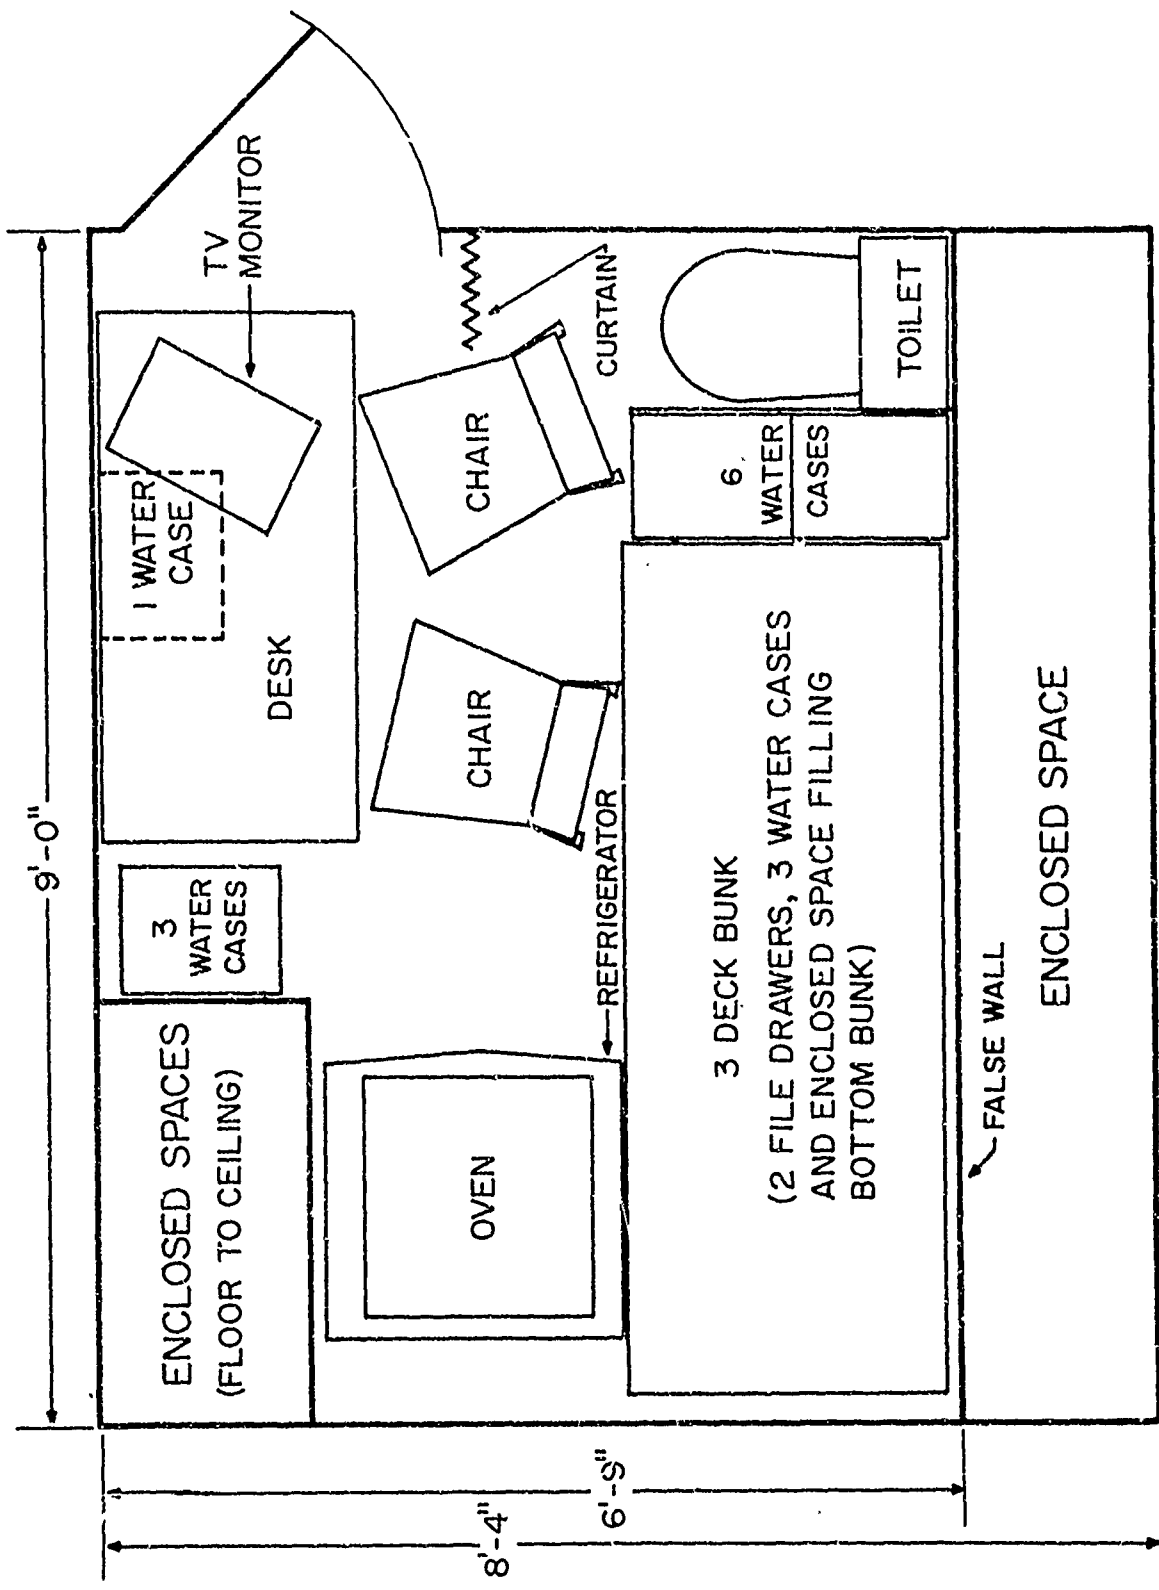 9'-0"
8'-4"
6'-9"
ENCLOSED SPACES
(FLOOR TO CEILING)
3
WATER
CASES
1 WATER
CASE
DESK
TV
MONITOR
OVEN
REFRIGERATOR
CHAIR
CHAIR
CURTAIN
3 DECK BUNK
(2 FILE DRAWERS, 3 WATER CASES
AND ENCLOSED SPACE FILLING
BOTTOM BUNK)
6
WATER
CASES
TOILET
FALSE WALL
ENCLOSED SPACE